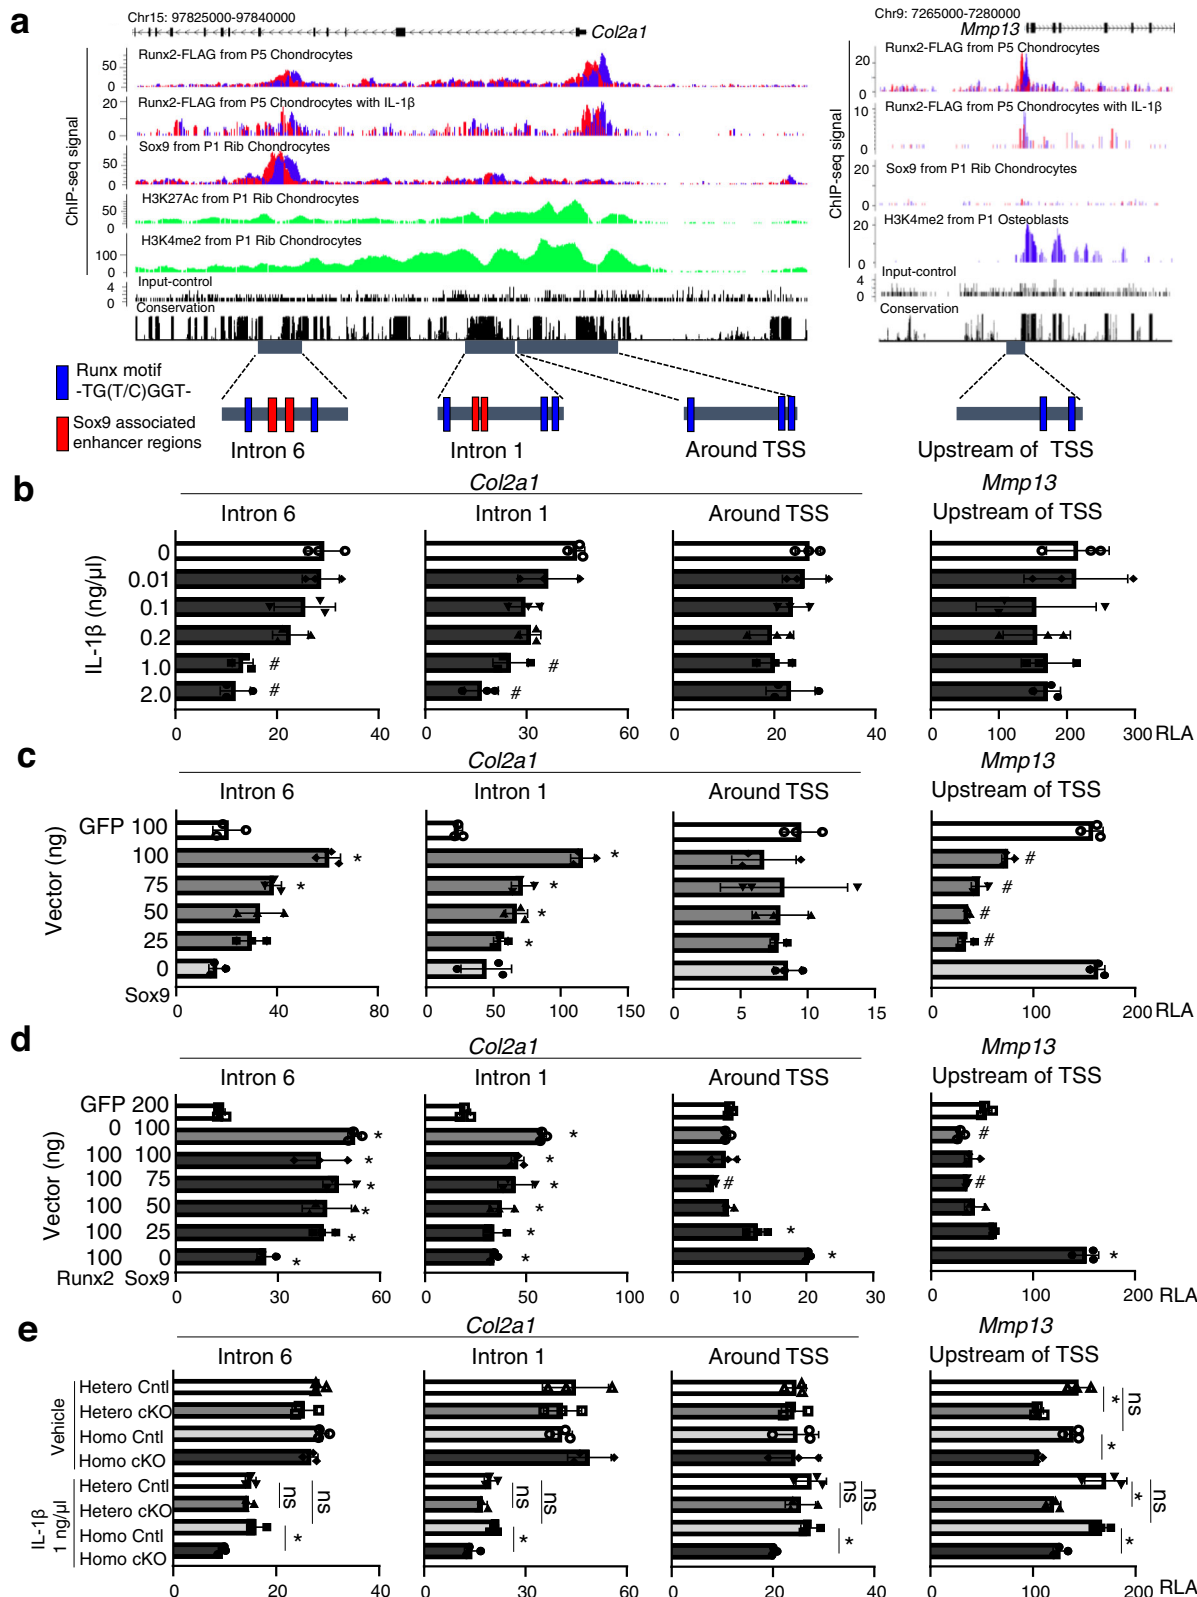 a
Chr15: 97825000-97840000
Col2a1
Chr9: 7265000-7280000
Mmp13
ChIP-seq signal
Runx2-FLAG from P5 Chondrocytes
50
0
Runx2-FLAG from P5 Chondrocytes with IL-1β
20
10
0
Sox9 from P1 Rib Chondrocytes
50
0
H3K27Ac from P1 Rib Chondrocytes
50
0
H3K4me2 from P1 Rib Chondrocytes
100
0
Input-control
4
0
Conservation
ChIP-seq signal
Runx2-FLAG from P5 Chondrocytes
20
0
Runx2-FLAG from P5 Chondrocytes with IL-1β
10
0
Sox9 from P1 Rib Chondrocytes
20
0
H3K4me2 from P1 Osteoblasts
20
0
Input-control
4
0
Conservation
Runx motif
-TG(T/C)GGT-
Sox9 associated
enhancer regions
Intron 6
Intron 1
Around TSS
Upstream of TSS
b
Col2a1
Mmp13
Intron 6
Intron 1
Around TSS
Upstream of TSS
IL-1β (ng/μl)
0
0.01
0.1
0.2
1.0 # #
2.0 # #
0 20 40
0 30 60
0 20 40
0 100 200 300 RLA
c
Col2a1
Mmp13
Intron 6
Intron 1
Around TSS
Upstream of TSS
Vector (ng)
GFP 100
100 * * #
75 * * #
50 * #
25 * #
0
Sox9
0 40 80
0 50 100 150
0 5 10 15
0 100 200 RLA
d
Col2a1
Mmp13
Intron 6
Intron 1
Around TSS
Upstream of TSS
Vector (ng)
GFP 200
0 100 * * #
100 100 * *
100 75 * * # #
100 50 * *
100 25 * * *
100 0 * * * *
Runx2 Sox9
0 30 60
0 50 100
0 10 20 30
0 100 200 RLA
e
Col2a1
Mmp13
Intron 6
Intron 1
Around TSS
Upstream of TSS
Vehicle
Hetero Cntl
Hetero cKO
Homo Cntl
Homo cKO
* ns
*
IL-1β
1 ng/μl
Hetero Cntl
Hetero cKO
Homo Cntl
Homo cKO
ns ns
*
ns ns
*
ns ns
*
* ns
*
0 30 60
0 20 40 60
0 20 40
0 100 200
RLA